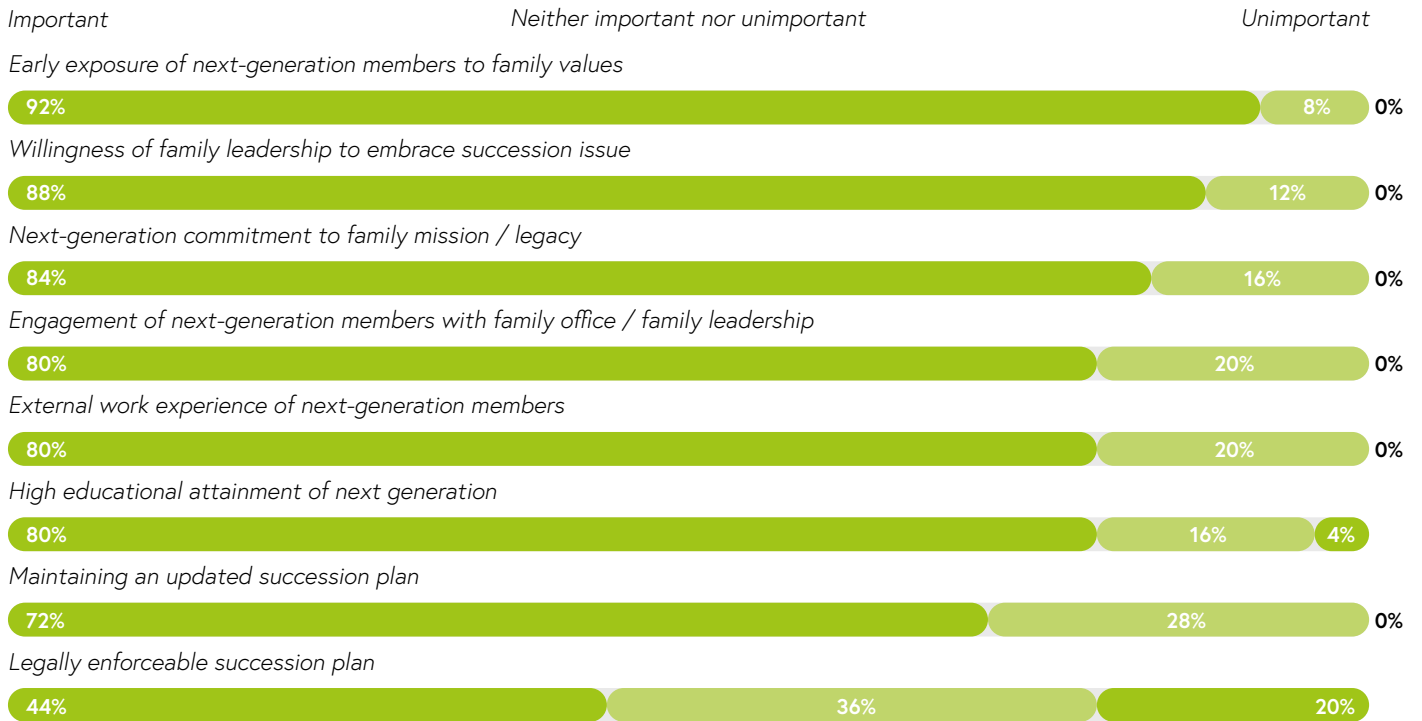 Important Neither important nor unimportant Unimportant
Early exposure of next-generation members to family values
92% 8% 0%
Willingness of family leadership to embrace succession issue
88% 12% 0%
Next-generation commitment to family mission / legacy
84% 16% 0%
Engagement of next-generation members with family office / family leadership
80% 20% 0%
External work experience of next-generation members
80% 20% 0%
High educational attainment of next generation
80% 16% 4%
Maintaining an updated succession plan
72% 28% 0%
Legally enforceable succession plan
44% 36% 20%